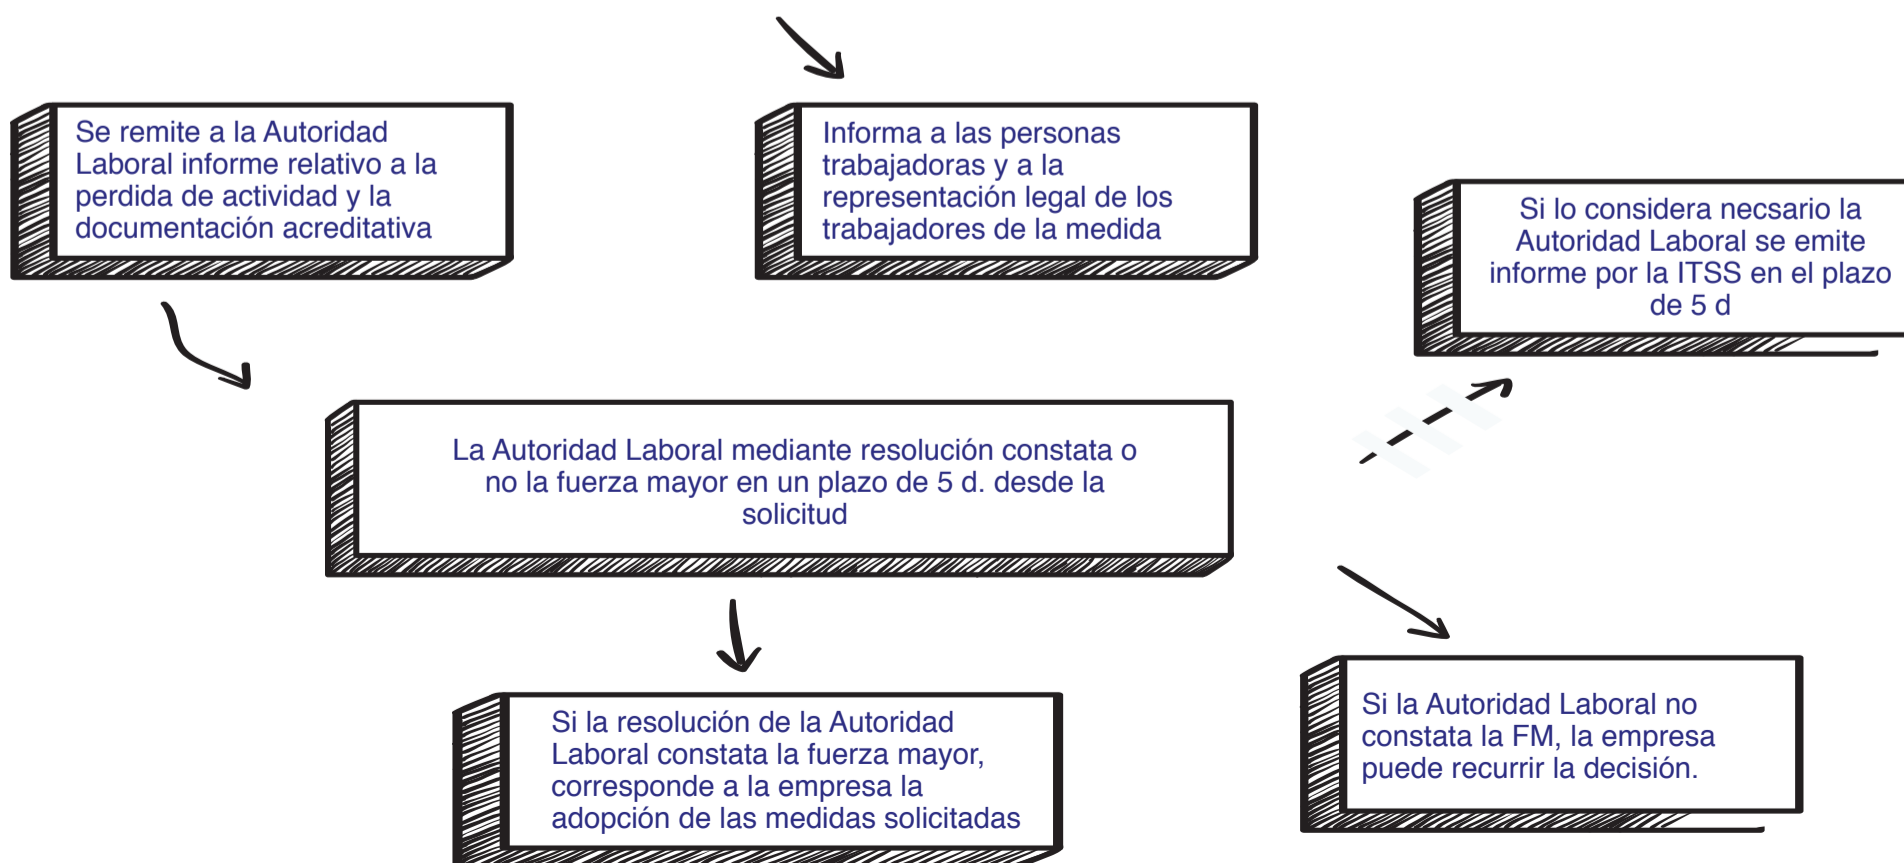 Se remite a la Autoridad
Laboral informe relativo a la
perdida de actividad y la
documentación acreditativa
Informa a las personas
trabajadoras y a la
representación legal de los
trabajadores de la medida
Si lo considera necsario la
Autoridad Laboral se emite
informe por la ITSS en el plazo
de 5 d
La Autoridad Laboral mediante resolución constata o
no la fuerza mayor en un plazo de 5 d. desde la
solicitud
Si la resolución de la Autoridad
Laboral constata la fuerza mayor,
corresponde a la empresa la
adopción de las medidas solicitadas
Si la Autoridad Laboral no
constata la FM, la empresa
puede recurrir la decisión.